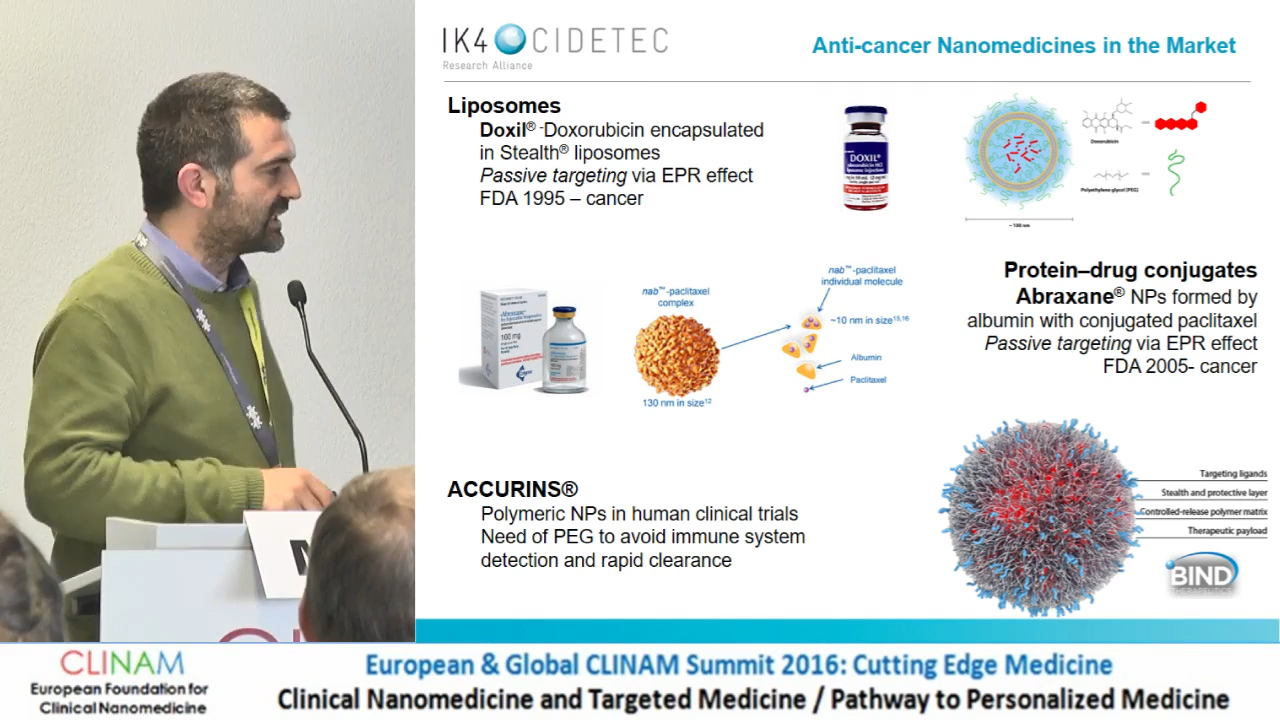 IK4 CIDETEC
Research Alliance
Anti-cancer Nanomedicines in the Market
Liposomes
Doxil® - Doxorubicin encapsulated
in Stealth® liposomes
Passive targeting via EPR effect
FDA 1995 – cancer
DOXIL®
Doxorubicin
Polyethylene glycol (PEG)
~ 100 nm
Protein–drug conjugates
Abraxane® NPs formed by
albumin with conjugated paclitaxel
Passive targeting via EPR effect
FDA 2005- cancer
nab™-paclitaxel
complex
130 nm in size12
nab™-paclitaxel
individual molecule
~10 nm in size15,16
Albumin
Paclitaxel
Abraxane
100 mg
ACCURINS®
Polymeric NPs in human clinical trials
Need of PEG to avoid immune system
detection and rapid clearance
Targeting ligands
Stealth and protective layer
Controlled-release polymer matrix
Therapeutic payload
BIND
THERAPEUTICS
CLINAM
European Foundation for
Clinical Nanomedicine
European & Global CLINAM Summit 2016: Cutting Edge Medicine
Clinical Nanomedicine and Targeted Medicine / Pathway to Personalized Medicine